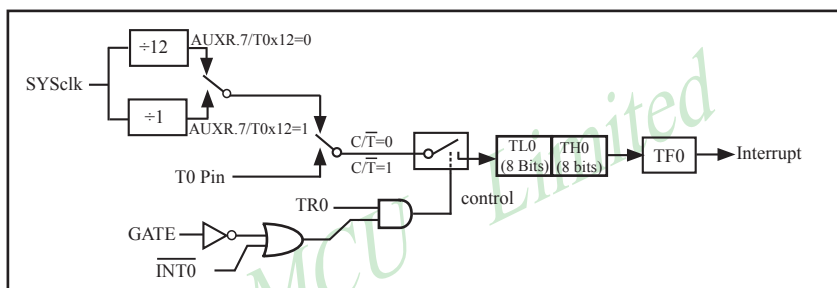 AUXR.7/T0x12=0
÷12
SYSclk
÷1
AUXR.7/T0x12=1
C/T̅=0
C/T̅=1
T0 Pin
TL0
(8 Bits)
TH0
(8 bits)
TF0
Interrupt
control
TR0
GATE
I̅N̅T̅0̅
MCU Limited